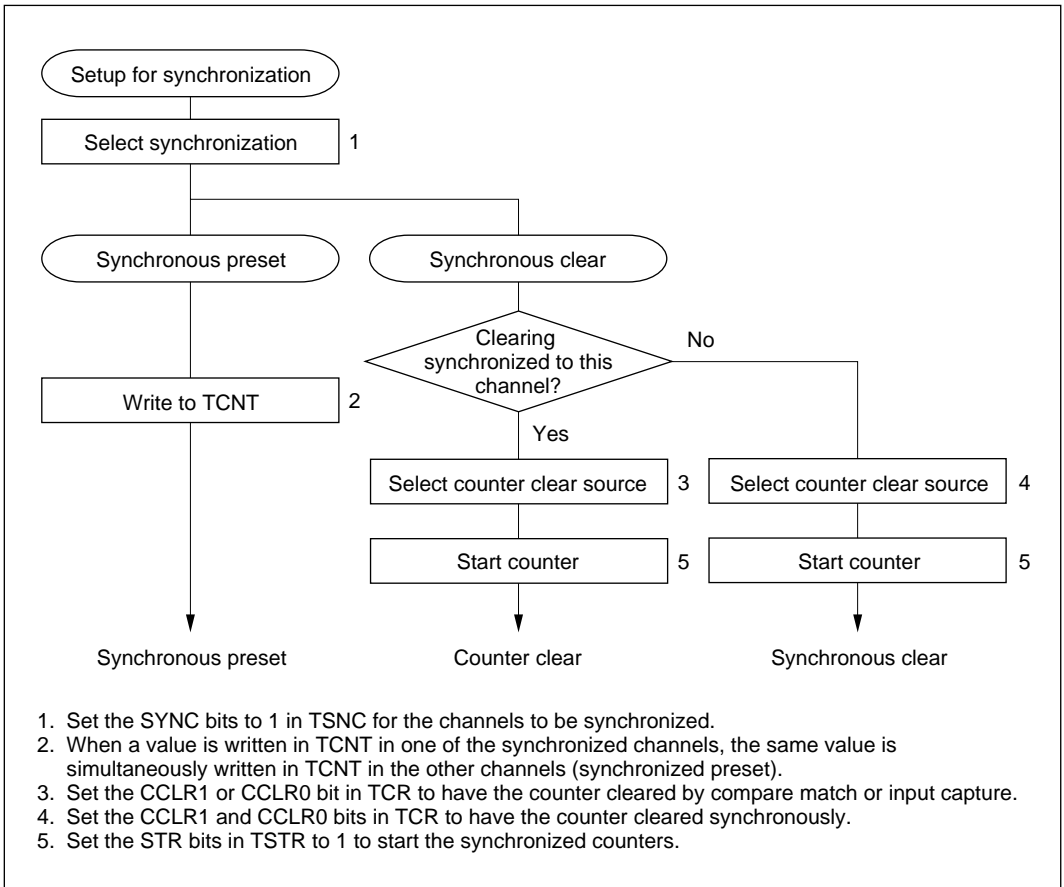 Setup for synchronization
Select synchronization 1
Synchronous preset
Synchronous clear
Clearing
synchronized to this
channel?
No
Write to TCNT 2
Yes
Select counter clear source 3
Select counter clear source 4
Start counter 5
Start counter 5
Synchronous preset
Counter clear
Synchronous clear
1. Set the SYNC bits to 1 in TSNC for the channels to be synchronized.
2. When a value is written in TCNT in one of the synchronized channels, the same value is
simultaneously written in TCNT in the other channels (synchronized preset).
3. Set the CCLR1 or CCLR0 bit in TCR to have the counter cleared by compare match or input capture.
4. Set the CCLR1 and CCLR0 bits in TCR to have the counter cleared synchronously.
5. Set the STR bits in TSTR to 1 to start the synchronized counters.